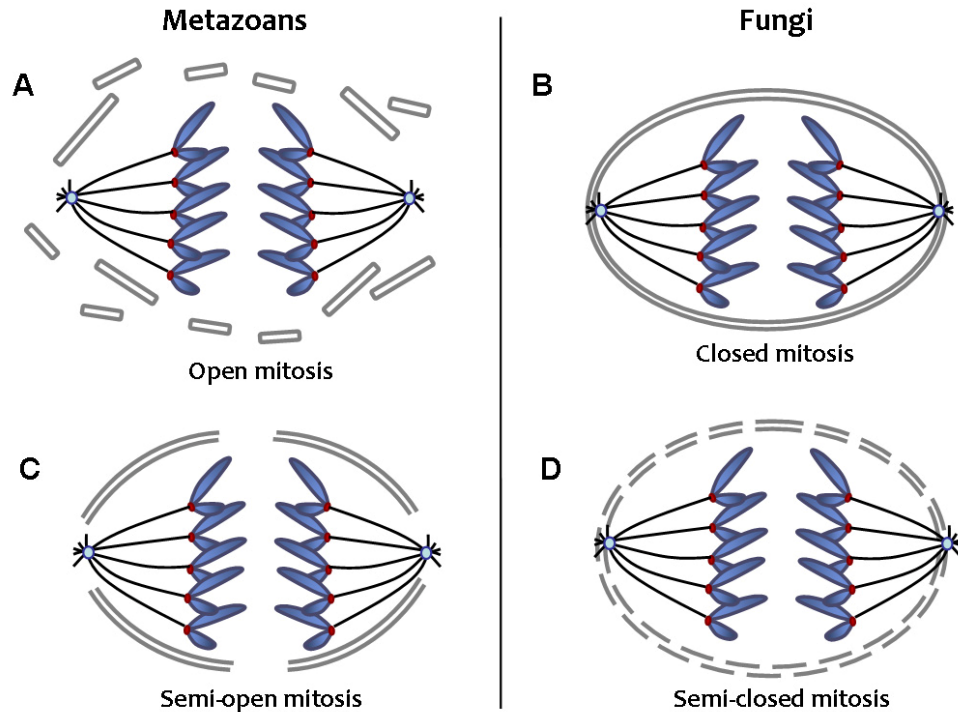 Metazoans
Fungi
A
B
Open mitosis
Closed mitosis
C
D
Semi-open mitosis
Semi-closed mitosis